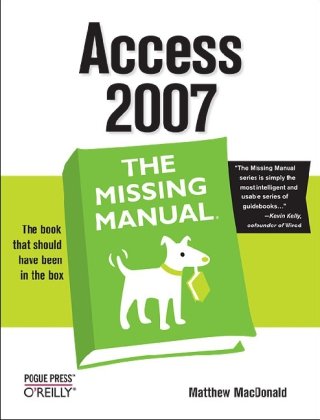 Access
2007
THE
MISSING
MANUAL®
"The Missing Manual
series is simply the
most intelligent and
usable series of
guidebooks..."
—Kevin Kelly,
cofounder of Wired
The book
that should
have been
in the box
POGUE PRESS™
O'REILLY®
Matthew MacDonald